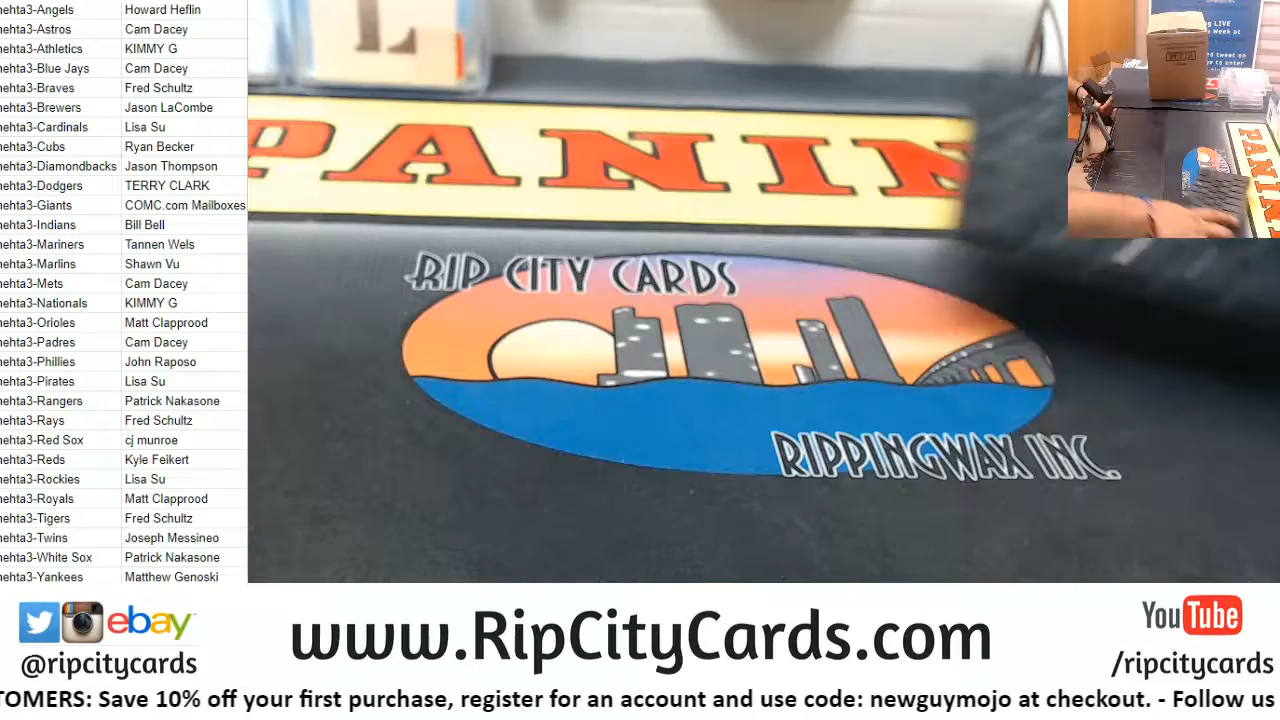 nehta3-Angels Howard Heflin
nehta3-Astros Cam Dacey
nehta3-Athletics KIMMY G
nehta3-Blue Jays Cam Dacey
nehta3-Braves Fred Schultz
nehta3-Brewers Jason LaCombe
nehta3-Cardinals Lisa Su
nehta3-Cubs Ryan Becker
nehta3-Diamondbacks Jason Thompson
nehta3-Dodgers TERRY CLARK
nehta3-Giants COMC.com Mailboxes
nehta3-Indians Bill Bell
nehta3-Mariners Tannen Wels
nehta3-Marlins Shawn Vu
nehta3-Mets Cam Dacey
nehta3-Nationals KIMMY G
nehta3-Orioles Matt Clapprood
nehta3-Padres Cam Dacey
nehta3-Phillies John Raposo
nehta3-Pirates Lisa Su
nehta3-Rangers Patrick Nakasone
nehta3-Rays Fred Schultz
nehta3-Red Sox cj munroe
nehta3-Reds Kyle Feikert
nehta3-Rockies Lisa Su
nehta3-Royals Matt Clapprood
nehta3-Tigers Fred Schultz
nehta3-Twins Joseph Messineo
nehta3-White Sox Patrick Nakasone
nehta3-Yankees Matthew Genoski
L
PANIN
RIP CITY CARDS
RIPPINGWAX INC.
ebay
@ripcitycards
www.RipCityCards.com
YouTube
/ripcitycards
TOMERS: Save 10% off your first purchase, register for an account and use code: newguymojo at checkout. - Follow us